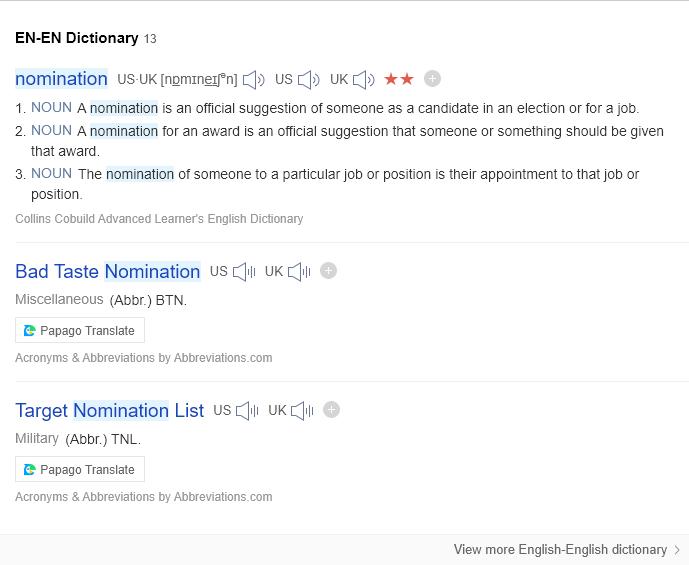 EN-EN Dictionary 13
nomination US·UK [nɒmɪneɪʃᵊn] US UK
1. NOUN A nomination is an official suggestion of someone as a candidate in an election or for a job.
2. NOUN A nomination for an award is an official suggestion that someone or something should be given
that award.
3. NOUN The nomination of someone to a particular job or position is their appointment to that job or
position.
Collins Cobuild Advanced Learner's English Dictionary
Bad Taste Nomination US UK
Miscellaneous (Abbr.) BTN.
Papago Translate
Acronyms & Abbreviations by Abbreviations.com
Target Nomination List US UK
Military (Abbr.) TNL.
Papago Translate
Acronyms & Abbreviations by Abbreviations.com
View more English-English dictionary